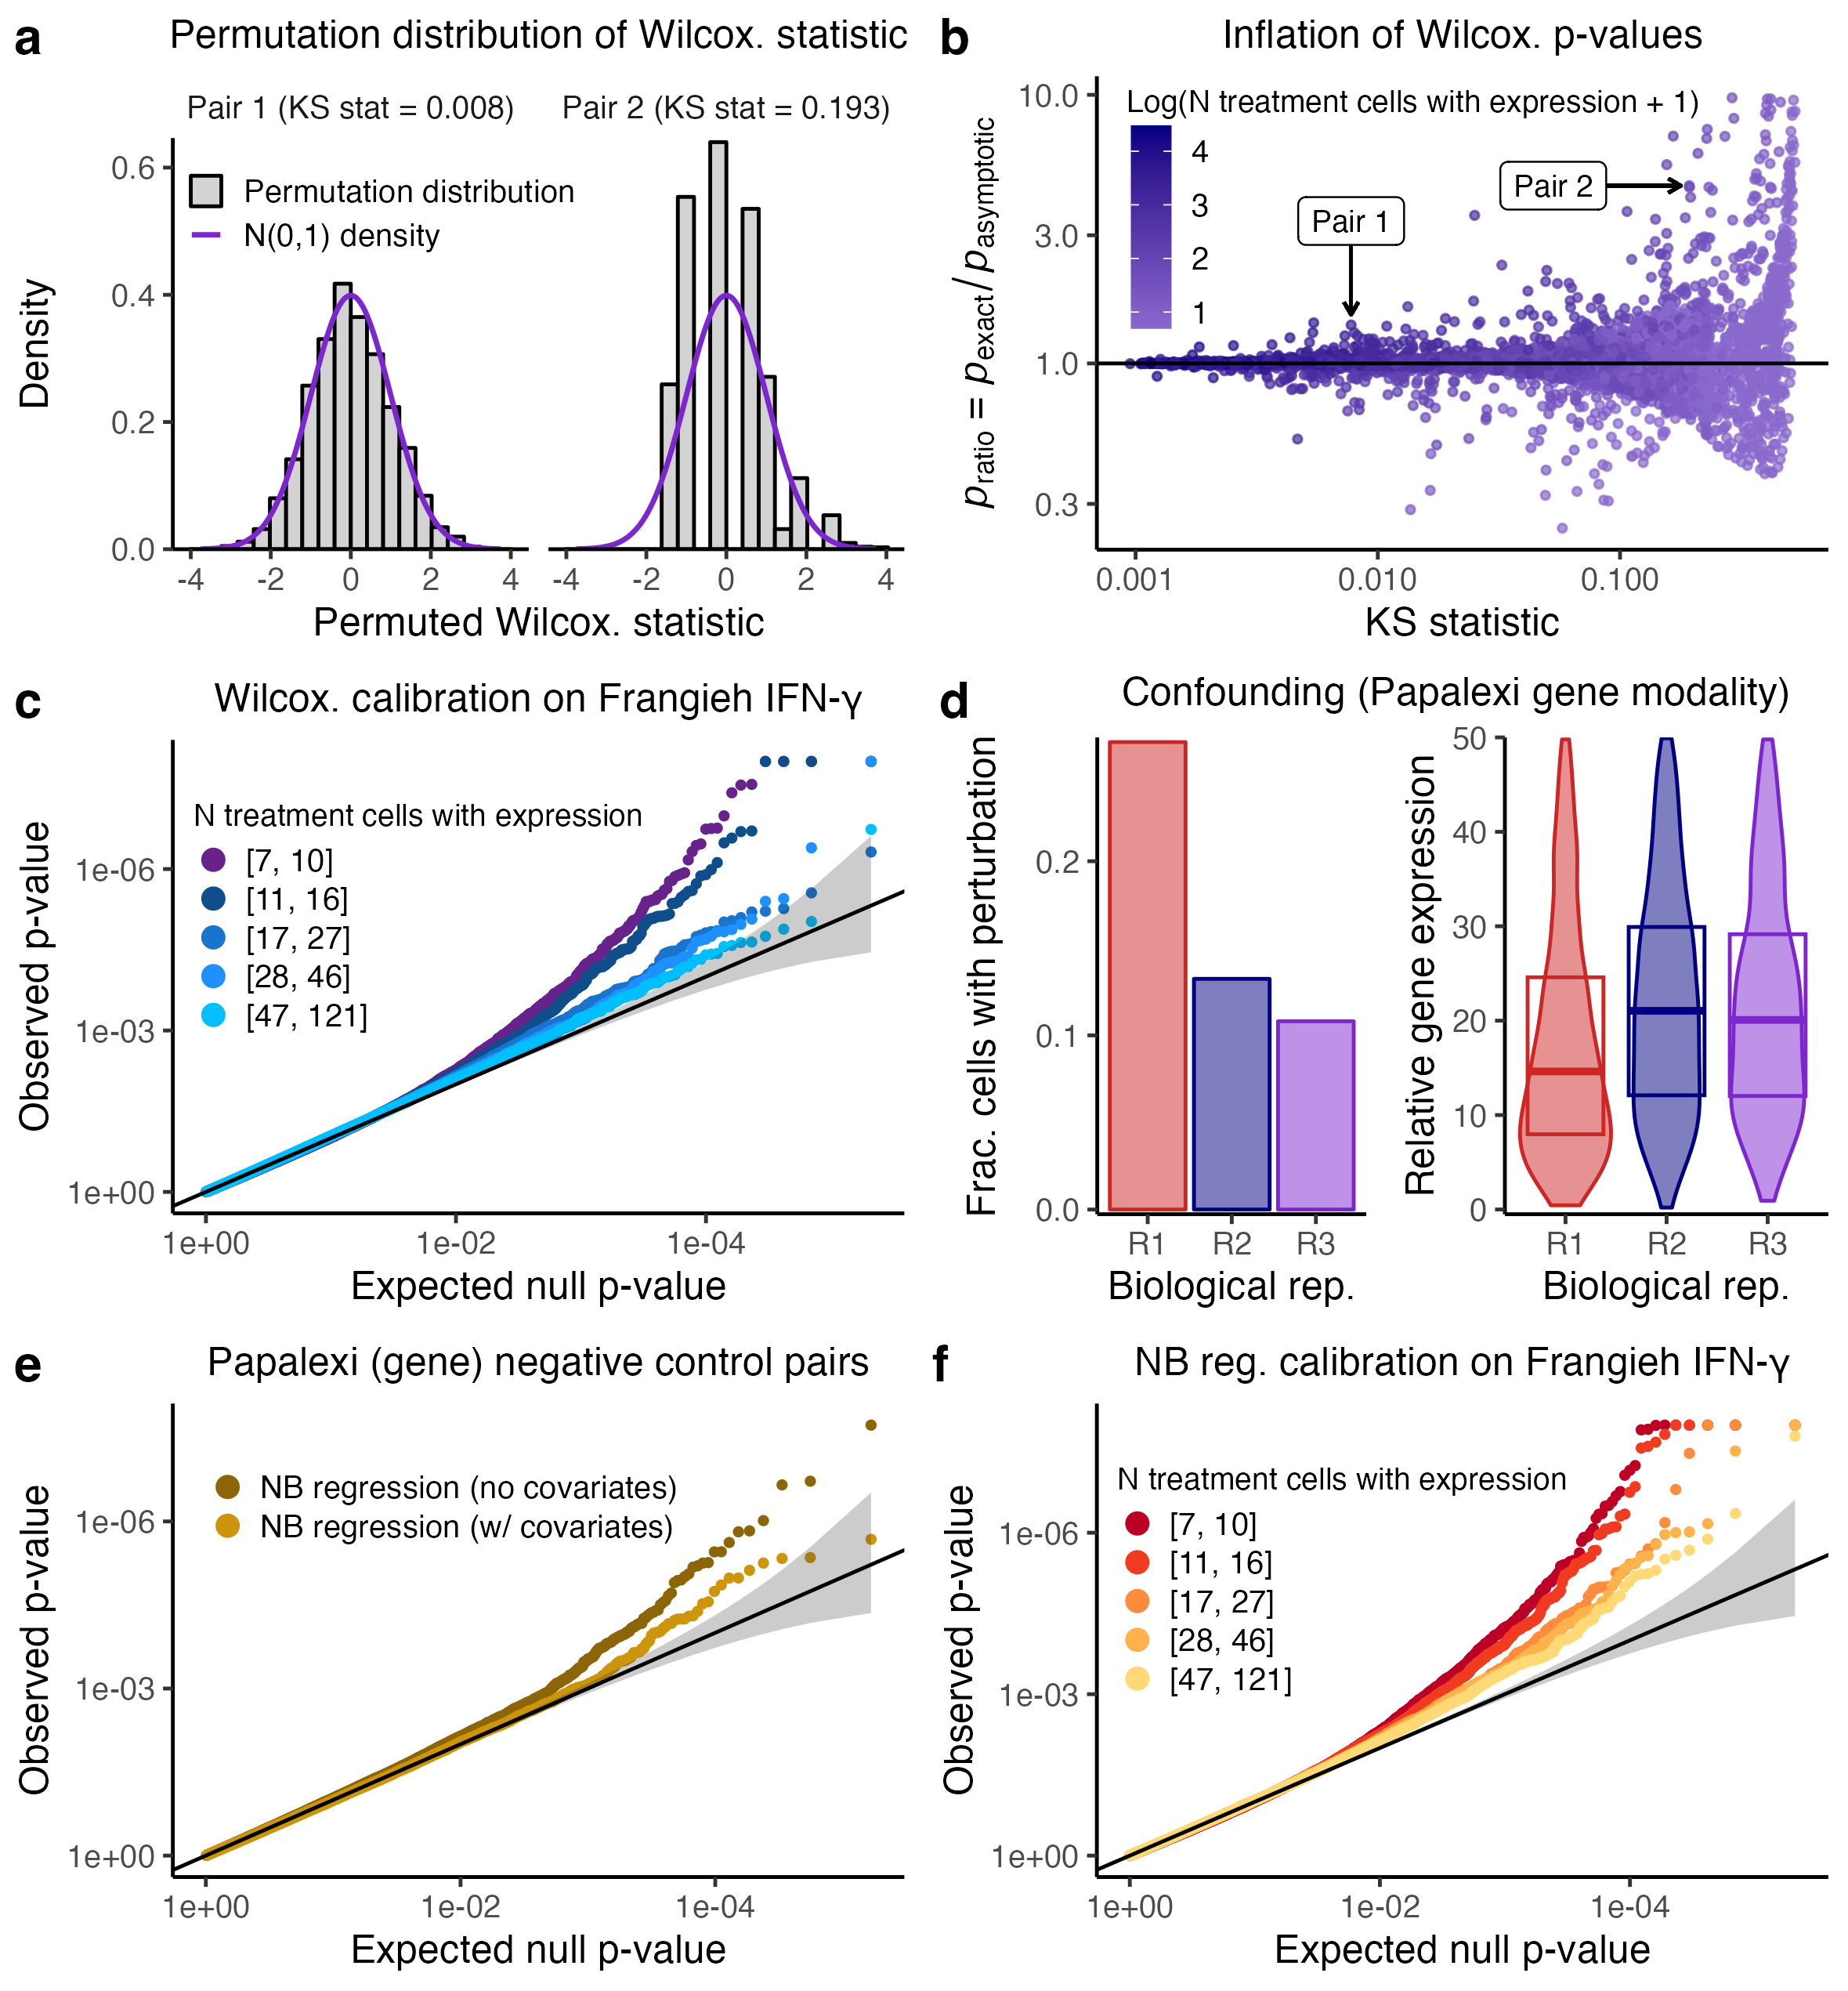 a
Permutation distribution of Wilcox. statistic
Pair 1 (KS stat = 0.008)
Pair 2 (KS stat = 0.193)
Permutation distribution
N(0,1) density
Density
0.6
0.4
0.2
0.0
-4 -2 0 2 4
-4 -2 0 2 4
Permuted Wilcox. statistic
b
Inflation of Wilcox. p-values
Log(N treatment cells with expression + 1)
4
3
2
1
Pair 1
Pair 2
pratio = pexact / pasymptotic
10.0
3.0
1.0
0.3
0.001 0.010 0.100
KS statistic
c
Wilcox. calibration on Frangieh IFN-γ
N treatment cells with expression
[7, 10]
[11, 16]
[17, 27]
[28, 46]
[47, 121]
Observed p-value
1e-06
1e-03
1e+00
1e+00 1e-02 1e-04
Expected null p-value
d
Confounding (Papalexi gene modality)
Frac. cells with perturbation
0.2
0.1
0.0
R1 R2 R3
Biological rep.
Relative gene expression
50
40
30
20
10
0
R1 R2 R3
Biological rep.
e
Papalexi (gene) negative control pairs
NB regression (no covariates)
NB regression (w/ covariates)
Observed p-value
1e-06
1e-03
1e+00
1e+00 1e-02 1e-04
Expected null p-value
f
NB reg. calibration on Frangieh IFN-γ
N treatment cells with expression
[7, 10]
[11, 16]
[17, 27]
[28, 46]
[47, 121]
Observed p-value
1e-06
1e-03
1e+00
1e+00 1e-02 1e-04
Expected null p-value